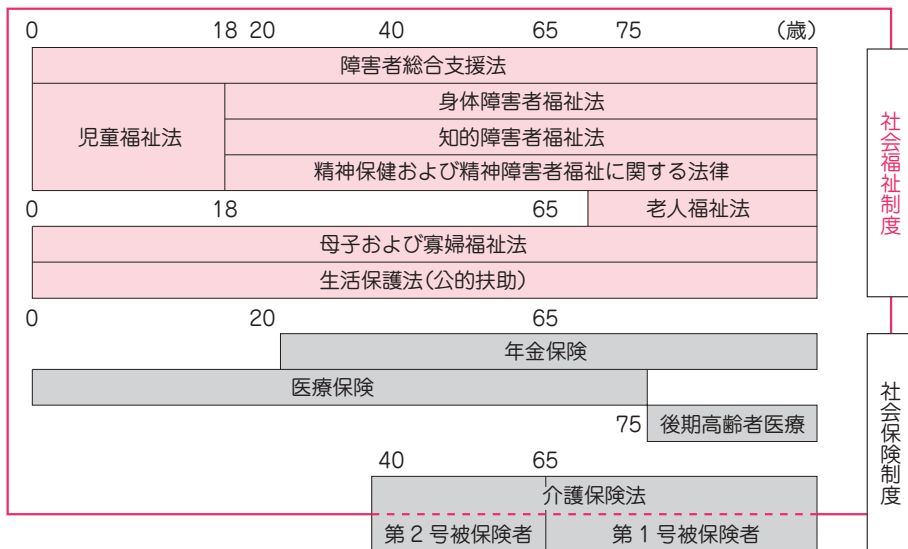 0 18 20 40 65 75 (歳)
障害者総合支援法
児童福祉法
身体障害者福祉法
知的障害者福祉法
精神保健および精神障害者福祉に関する法律
0 18 65 老人福祉法
母子および寡婦福祉法
生活保護法(公的扶助)
0 20 65
年金保険
医療保険
75 後期高齢者医療
40 65
介護保険法
第2号被保険者 第1号被保険者
社会福祉制度
社会保険制度